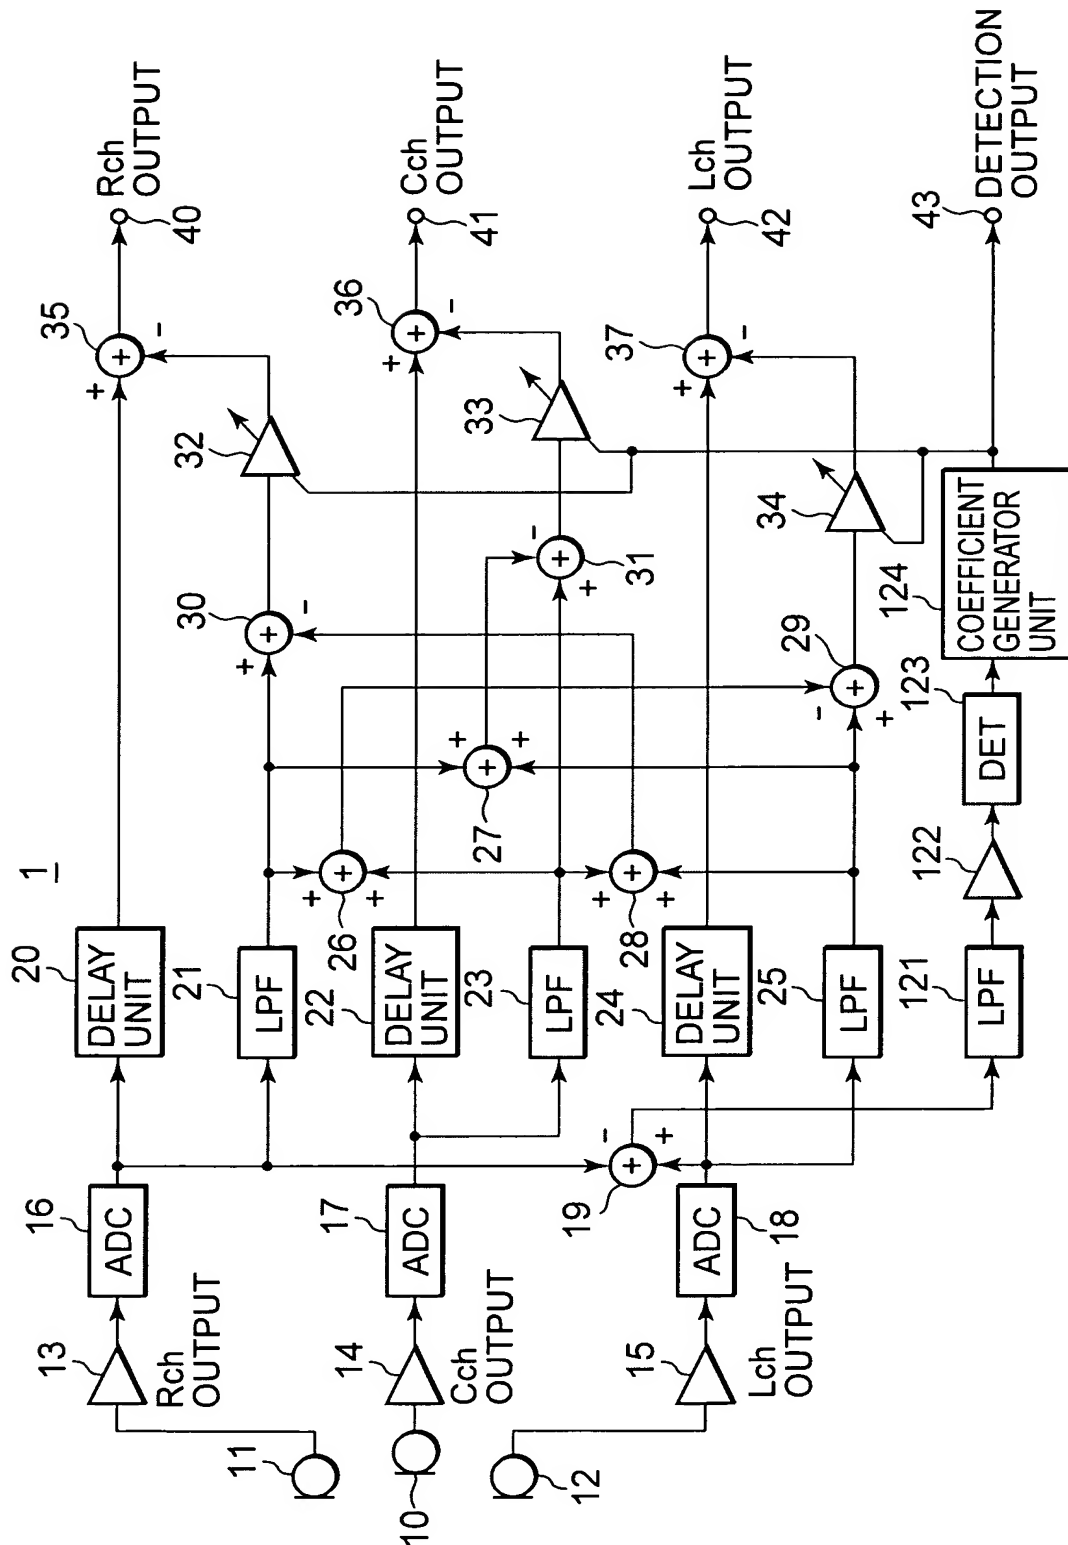 1
11
10
12
13
14
15
Rch
OUTPUT
Cch
OUTPUT
Lch
OUTPUT
16
ADC
17
ADC
18
ADC
19
+
−
+
20
DELAY
UNIT
21
LPF
22
DELAY
UNIT
23
LPF
24
DELAY
UNIT
25
LPF
121
LPF
26
+
+
+
28
+
+
+
27
+
+
+
122
123
DET
30
+
+
−
31
+
−
+
29
+
−
+
124
COEFFICIENT
GENERATOR
UNIT
32
33
34
35
+
+
−
36
+
+
−
37
+
+
−
40
Rch
OUTPUT
41
Cch
OUTPUT
42
Lch
OUTPUT
43
DETECTION
OUTPUT